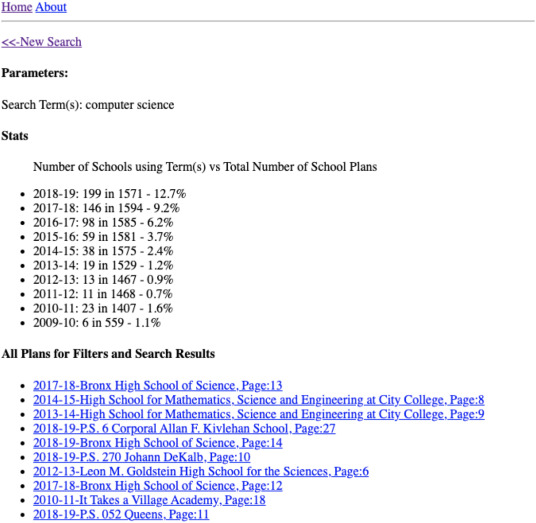 Home About
<<-New Search
Parameters:
Search Term(s): computer science
Stats
Number of Schools using Term(s) vs Total Number of School Plans
2018-19: 199 in 1571 - 12.7%
2017-18: 146 in 1594 - 9.2%
2016-17: 98 in 1585 - 6.2%
2015-16: 59 in 1581 - 3.7%
2014-15: 38 in 1575 - 2.4%
2013-14: 19 in 1529 - 1.2%
2012-13: 13 in 1467 - 0.9%
2011-12: 11 in 1468 - 0.7%
2010-11: 23 in 1407 - 1.6%
2009-10: 6 in 559 - 1.1%
All Plans for Filters and Search Results
2017-18-Bronx High School of Science, Page:13
2014-15-High School for Mathematics, Science and Engineering at City College, Page:8
2013-14-High School for Mathematics, Science and Engineering at City College, Page:9
2018-19-P.S. 6 Corporal Allan F. Kivlehan School, Page:27
2018-19-Bronx High School of Science, Page:14
2018-19-P.S. 270 Johann DeKalb, Page:10
2012-13-Leon M. Goldstein High School for the Sciences, Page:6
2017-18-Bronx High School of Science, Page:12
2010-11-It Takes a Village Academy, Page:18
2018-19-P.S. 052 Queens, Page:11